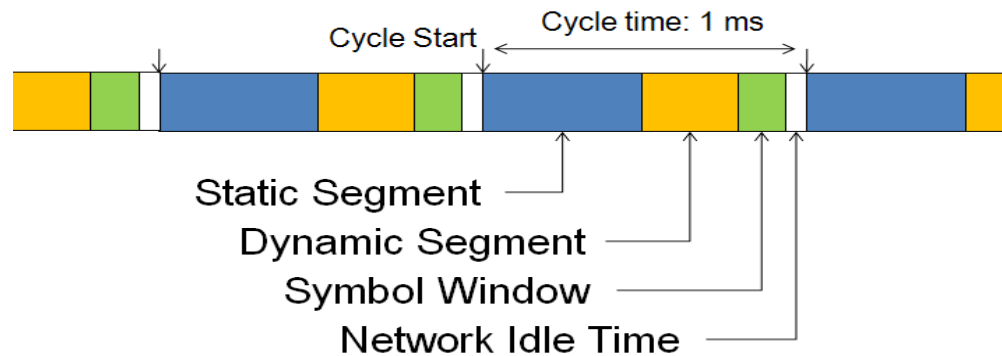 Cycle Start
Cycle time: 1 ms
Static Segment
Dynamic Segment
Symbol Window
Network Idle Time